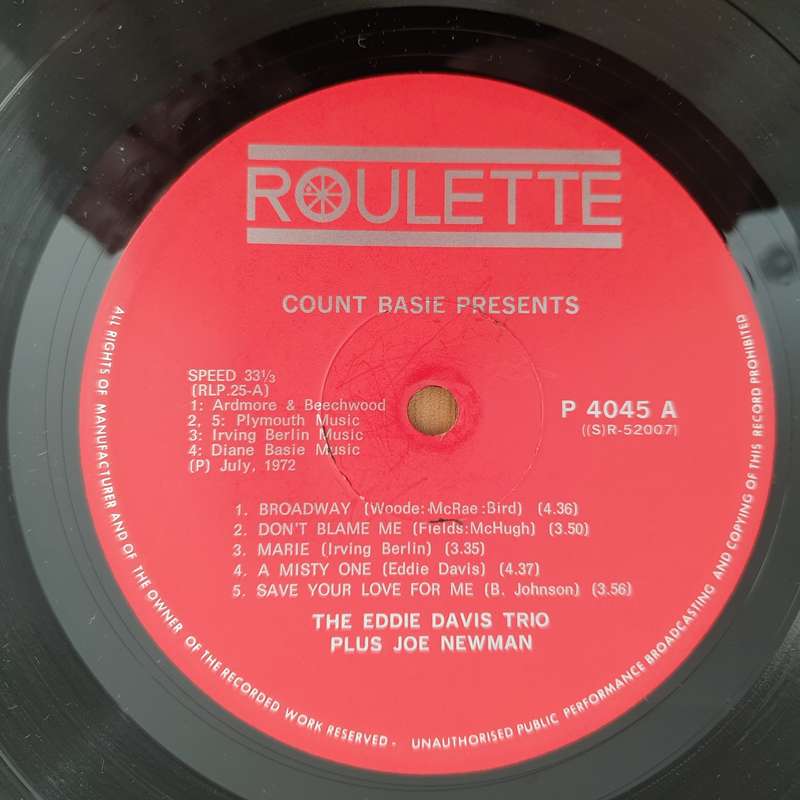 ROULETTE
COUNT BASIE PRESENTS
SPEED 33⅓
(RLP.25-A)
1: Ardmore & Beechwood
2, 5: Plymouth Music
3: Irving Berlin Music
4: Diane Basie Music
(P) July, 1972
P 4045 A
((S)R-52007)
1. BROADWAY (Woode:McRae:Bird) (4.36)
2. DON'T BLAME ME (Fields:McHugh) (3.50)
3. MARIE (Irving Berlin) (3.35)
4. A MISTY ONE (Eddie Davis) (4.37)
5. SAVE YOUR LOVE FOR ME (B. Johnson) (3.56)
THE EDDIE DAVIS TRIO
PLUS JOE NEWMAN
ALL RIGHTS OF MANUFACTURER AND OF THE OWNER OF THE RECORDED WORK RESERVED. UNAUTHORISED PUBLIC PERFORMANCE BROADCASTING AND COPYING OF THIS RECORD PROHIBITED